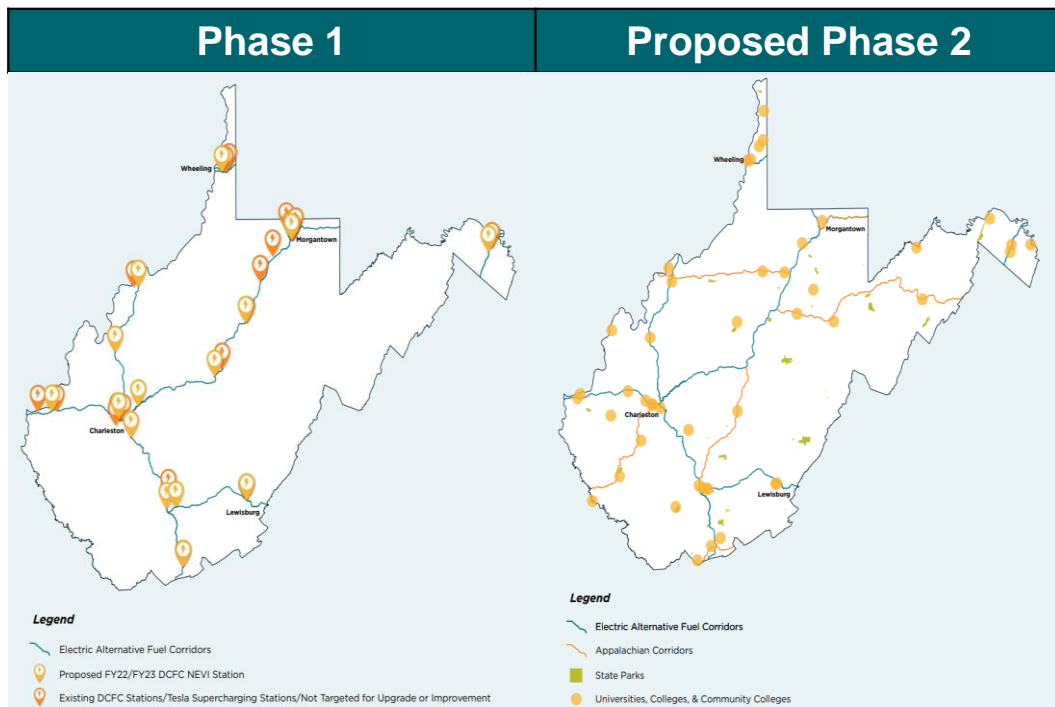 Phase 1
Proposed Phase 2
Wheeling
Morgantown
Charleston
Lewisburg
Legend
Electric Alternative Fuel Corridors
Proposed FY22/FY23 DCFC NEVI Station
Existing DCFC Stations/Tesla Supercharging Stations/Not Targeted for Upgrade or Improvement
Wheeling
Morgantown
Charleston
Lewisburg
Legend
Electric Alternative Fuel Corridors
Appalachian Corridors
State Parks
Universities, Colleges, & Community Colleges